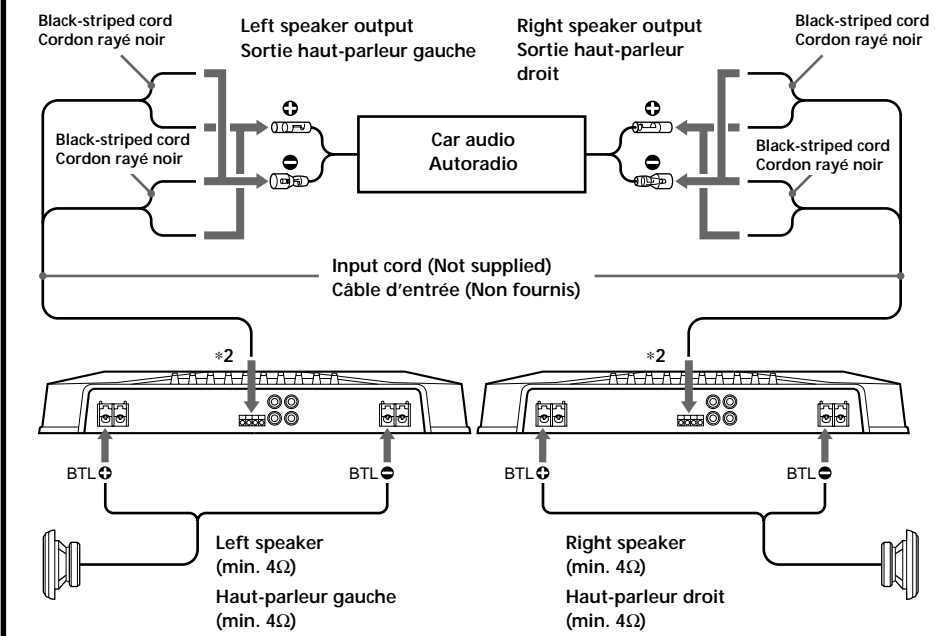 Black-striped cord
Cordon rayé noir
Left speaker output
Sortie haut-parleur gauche
Right speaker output
Sortie haut-parleur
droit
Black-striped cord
Cordon rayé noir
Black-striped cord
Cordon rayé noir
Car audio
Autoradio
Black-striped cord
Cordon rayé noir
Input cord (Not supplied)
Câble d'entrée (Non fournis)
*2
*2
BTL ⊕
BTL ⊖
BTL ⊕
BTL ⊖
Left speaker
(min. 4Ω)
Haut-parleur gauche
(min. 4Ω)
Right speaker
(min. 4Ω)
Haut-parleur droit
(min. 4Ω)